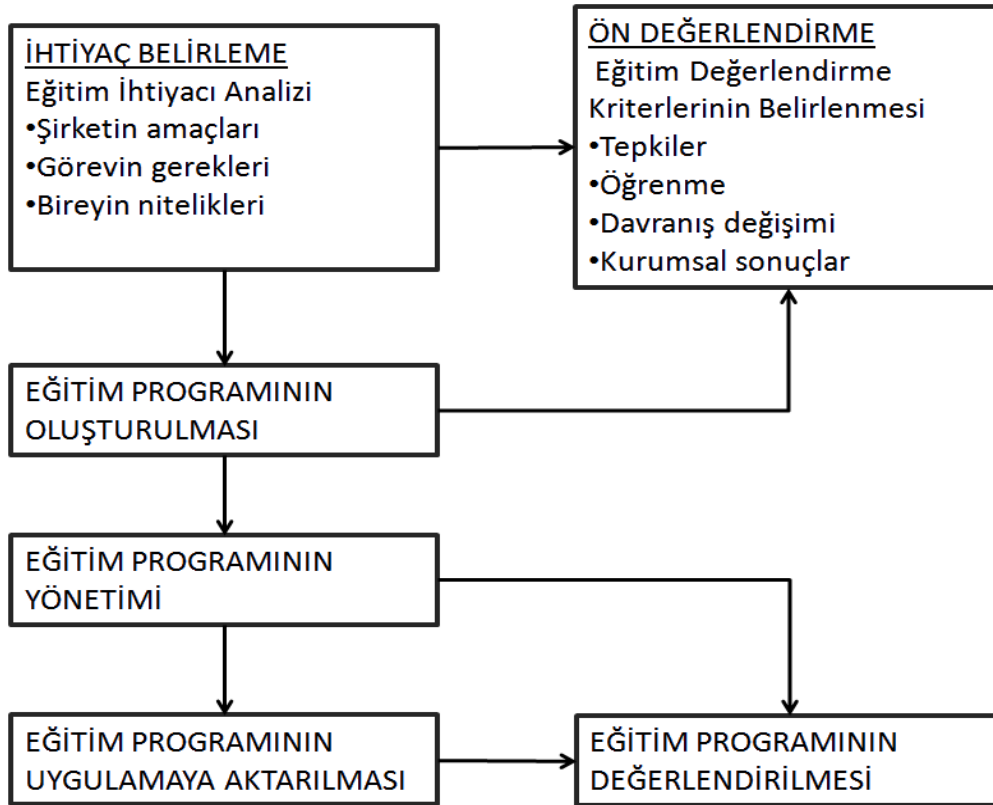 İHTİYAÇ BELİRLEME
Eğitim İhtiyacı Analizi
•Şirketin amaçları
•Görevin gerekleri
•Bireyin nitelikleri
ÖN DEĞERLENDİRME
Eğitim Değerlendirme
Kriterlerinin Belirlenmesi
•Tepkiler
•Öğrenme
•Davranış değişimi
•Kurumsal sonuçlar
EĞİTİM PROGRAMININ
OLUŞTURULMASI
EĞİTİM PROGRAMININ
YÖNETİMİ
EĞİTİM PROGRAMININ
UYGULAMAYA AKTARILMASI
EĞİTİM PROGRAMININ
DEĞERLENDİRİLMESİ